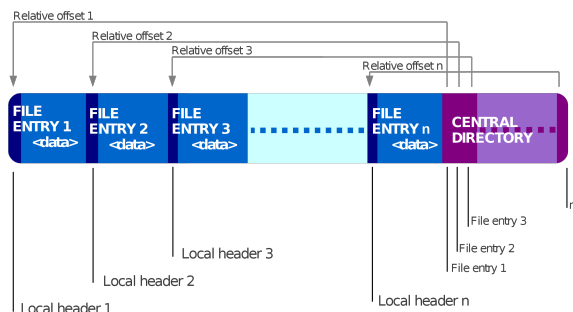 Relative offset 1
Relative offset 2
Relative offset 3
Relative offset n
FILE
ENTRY 1
<data>
FILE
ENTRY 2
<data>
FILE
ENTRY 3
<data>
FILE
ENTRY n
<data>
CENTRAL
DIRECTORY
File entry 3
File entry 2
File entry 1
Local header 3
Local header 2
Local header n
Local header 1